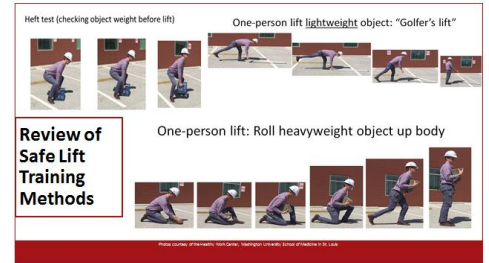 Heft test (checking object weight before lift)
One-person lift lightweight object: “Golfer’s lift”
Review of
Safe Lift
Training
Methods
One-person lift: Roll heavyweight object up body
Photos courtesy of the Healthy Work Center, Washington University School of Medicine in St. Louis